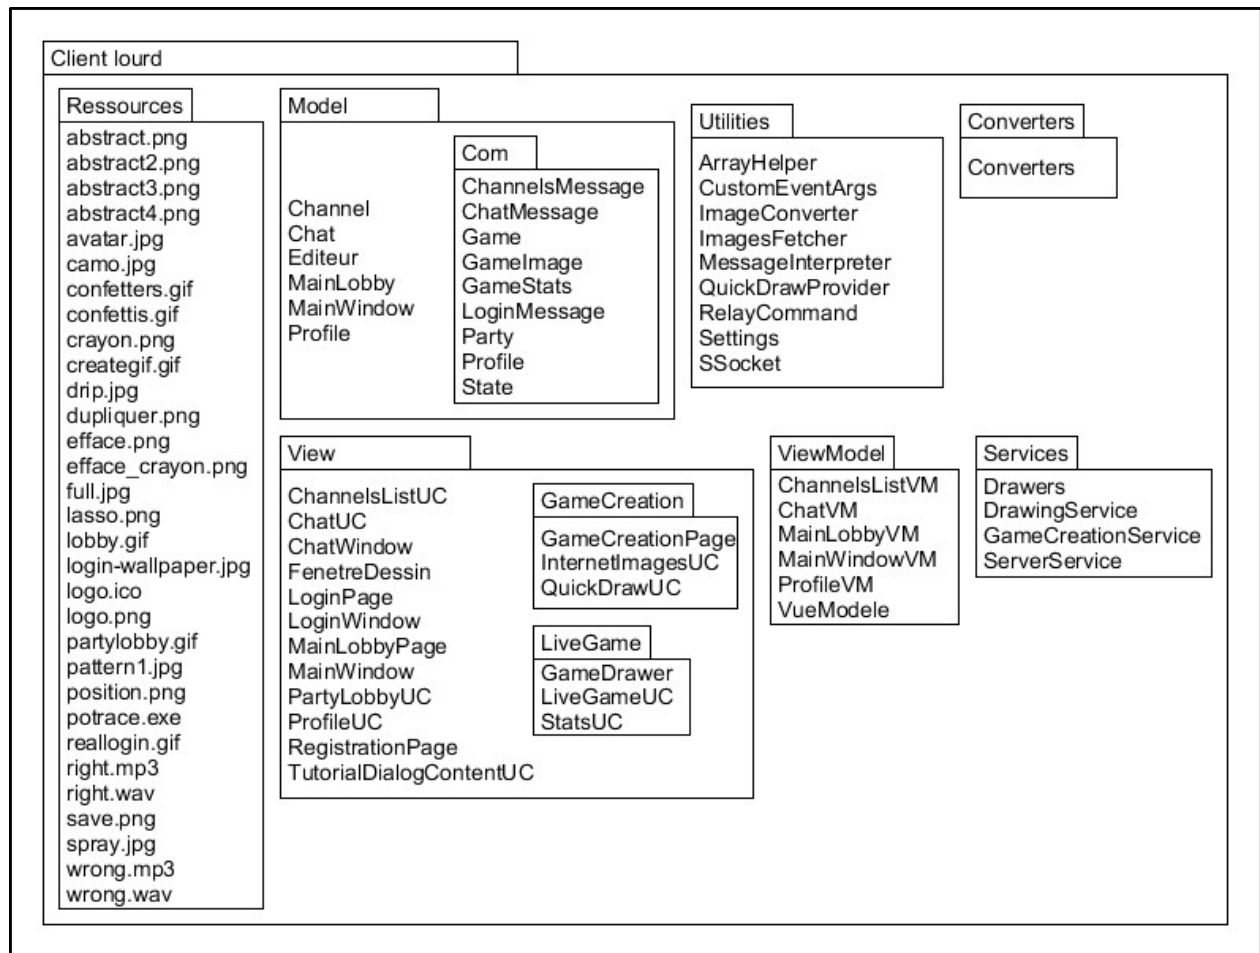 Client lourd
Ressources
abstract.png
abstract2.png
abstract3.png
abstract4.png
avatar.jpg
camo.jpg
confetters.gif
confettis.gif
crayon.png
creategif.gif
drip.jpg
dupliquer.png
efface.png
efface_crayon.png
full.jpg
lasso.png
lobby.gif
login-wallpaper.jpg
logo.ico
logo.png
partylobby.gif
pattern1.jpg
position.png
potrace.exe
reallogin.gif
right.mp3
right.wav
save.png
spray.jpg
wrong.mp3
wrong.wav
Model
Channel
Chat
Editeur
MainLobby
MainWindow
Profile
Com
ChannelsMessage
ChatMessage
Game
GameImage
GameStats
LoginMessage
Party
Profile
State
Utilities
ArrayHelper
CustomEventArgs
ImageConverter
ImagesFetcher
MessageInterpreter
QuickDrawProvider
RelayCommand
Settings
SSocket
Converters
Converters
View
ChannelsListUC
ChatUC
ChatWindow
FenetreDessin
LoginPage
LoginWindow
MainLobbyPage
MainWindow
PartyLobbyUC
ProfileUC
RegistrationPage
TutorialDialogContentUC
GameCreation
GameCreationPage
InternetImagesUC
QuickDrawUC
LiveGame
GameDrawer
LiveGameUC
StatsUC
ViewModel
ChannelsListVM
ChatVM
MainLobbyVM
MainWindowVM
ProfileVM
VueModele
Services
Drawers
DrawingService
GameCreationService
ServerService